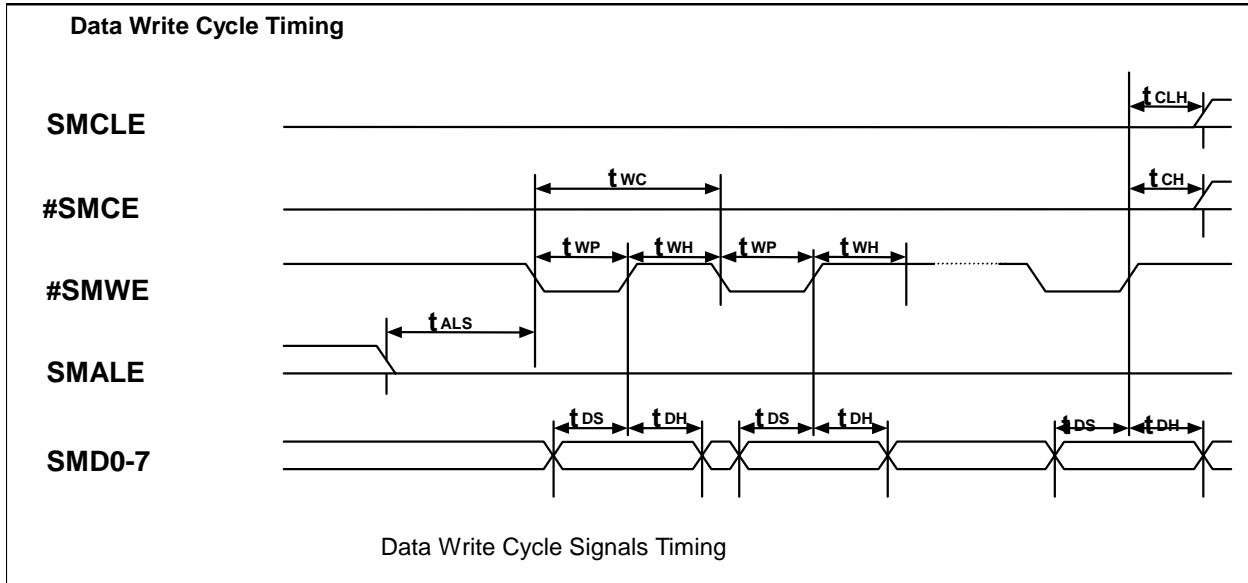 Data Write Cycle Timing
tCLH
SMCLE
tWC
tCH
#SMCE
tWP tWH tWP tWH
#SMWE
tALS
SMALE
tDS tDH tDS tDH tDS tDH
SMD0-7
Data Write Cycle Signals Timing